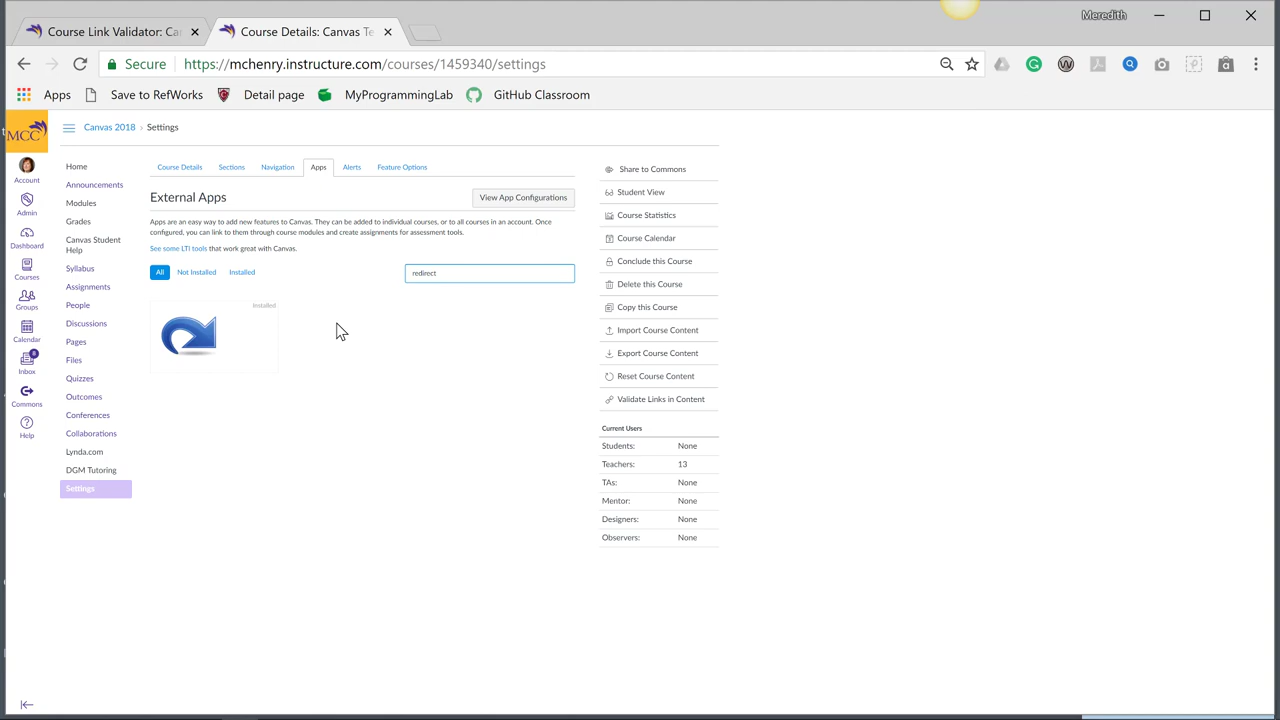 Meredith
Course Link Validator: Ca
Course Details: Canvas Te
Secure
https://mchenry.instructure.com/courses/1459340/settings
Apps
Save to RefWorks
Detail page
MyProgrammingLab
GitHub Classroom
MCC
Canvas 2018 › Settings
Account
Admin
Dashboard
Courses
Groups
Calendar
8
Inbox
Commons
Help
Home
Announcements
Modules
Grades
Canvas Student
Help
Syllabus
Assignments
People
Discussions
Pages
Files
Quizzes
Outcomes
Conferences
Collaborations
Lynda.com
DGM Tutoring
Settings
Course Details
Sections
Navigation
Apps
Alerts
Feature Options
External Apps
View App Configurations
Apps are an easy way to add new features to Canvas. They can be added to individual courses, or to all courses in an account. Once
configured, you can link to them through course modules and create assignments for assessment tools.
See some LTI tools that work great with Canvas.
All
Not Installed
Installed
redirect
Installed
Share to Commons
Student View
Course Statistics
Course Calendar
Conclude this Course
Delete this Course
Copy this Course
Import Course Content
Export Course Content
Reset Course Content
Validate Links in Content
Current Users
Students: None
Teachers: 13
TAs: None
Mentor: None
Designers: None
Observers: None